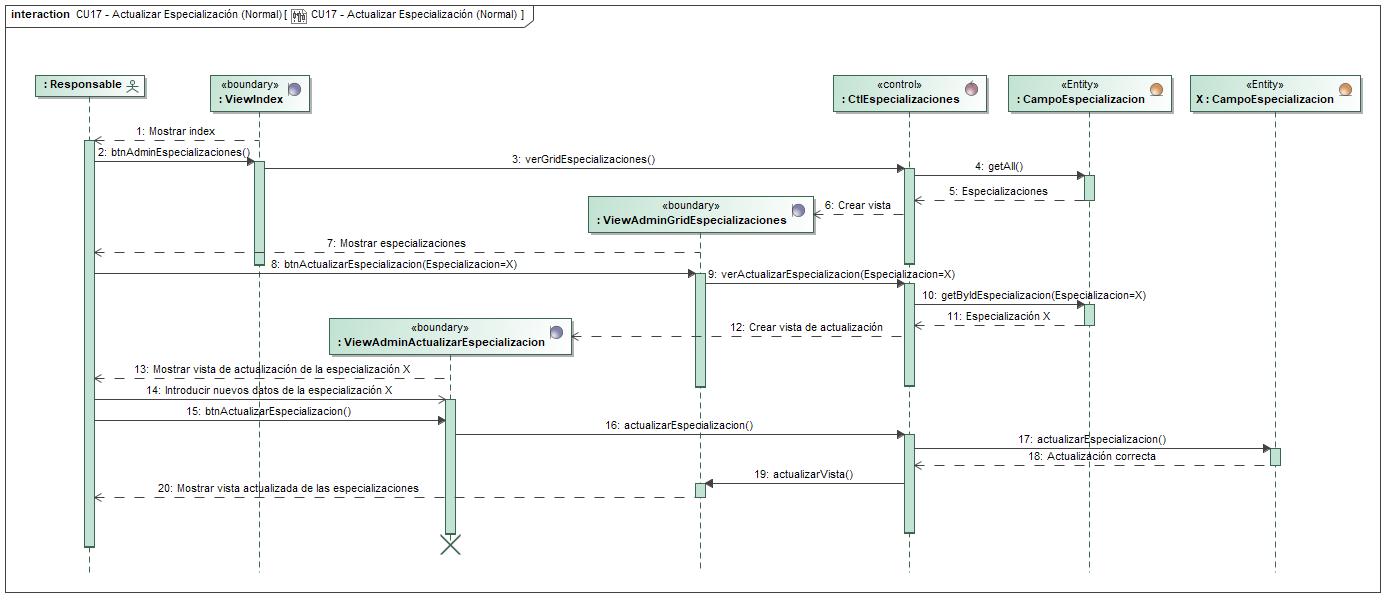 interaction CU17 - Actualizar Especialización (Normal) [ CU17 - Actualizar Especialización (Normal) ]
: Responsable
«boundary»
: ViewIndex
«control»
: CtlEspecializaciones
«Entity»
: CampoEspecializacion
«Entity»
X : CampoEspecializacion
1: Mostrar index
2: btnAdminEspecializaciones()
3: verGridEspecializaciones()
4: getAll()
5: Especializaciones
«boundary»
: ViewAdminGridEspecializaciones
6: Crear vista
7: Mostrar especializaciones
8: btnActualizarEspecializacion(Especializacion=X)
9: verActualizarEspecializacion(Especializacion=X)
10: getByIdEspecializacion(Especializacion=X)
11: Especialización X
«boundary»
: ViewAdminActualizarEspecializacion
12: Crear vista de actualización
13: Mostrar vista de actualización de la especialización X
14: Introducir nuevos datos de la especialización X
15: btnActualizarEspecializacion()
16: actualizarEspecializacion()
17: actualizarEspecializacion()
18: Actualización correcta
19: actualizarVista()
20: Mostrar vista actualizada de las especializaciones